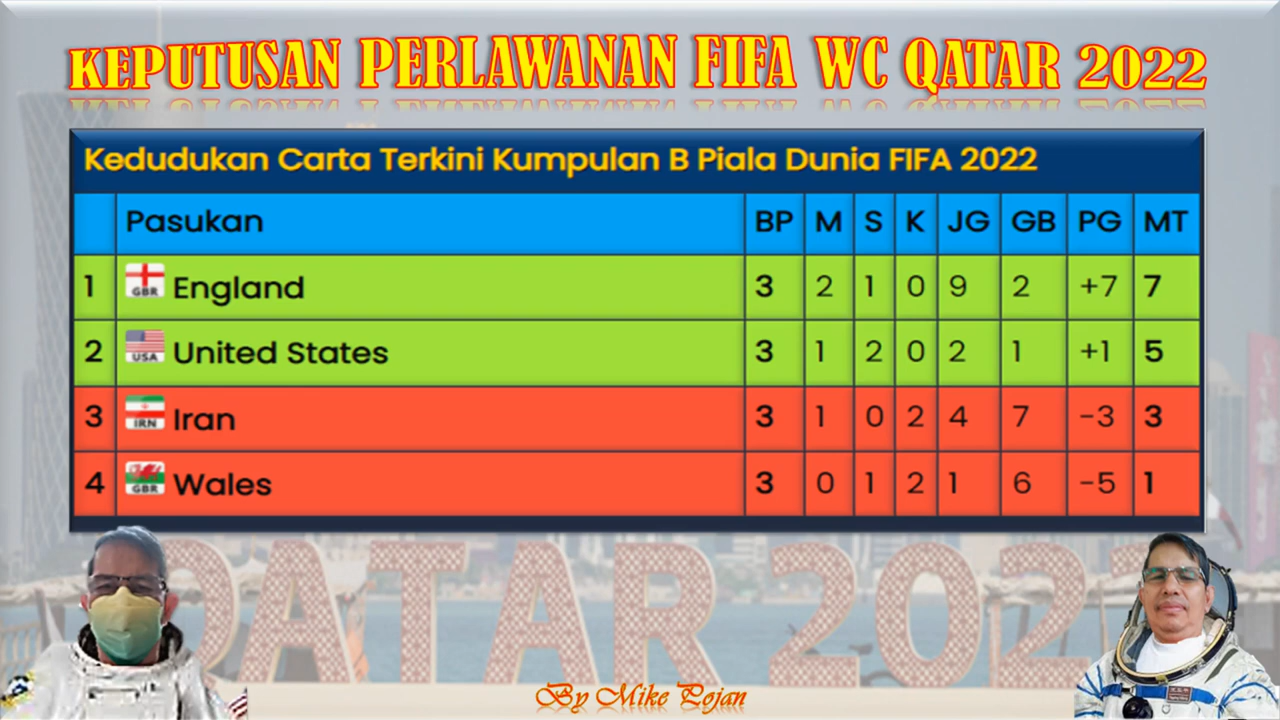 KEPUTUSAN PERLAWANAN FIFA WC QATAR 2022
Kedudukan Carta Terkini Kumpulan B Piala Dunia FIFA 2022
Pasukan BP M S K JG GB PG MT
1 GBR England 3 2 1 0 9 2 +7 7
2 USA United States 3 1 2 0 2 1 +1 5
3 IRN Iran 3 1 0 2 4 7 -3 3
4 GBR Wales 3 0 1 2 1 6 -5 1
QATAR 202
By Mike Pojan